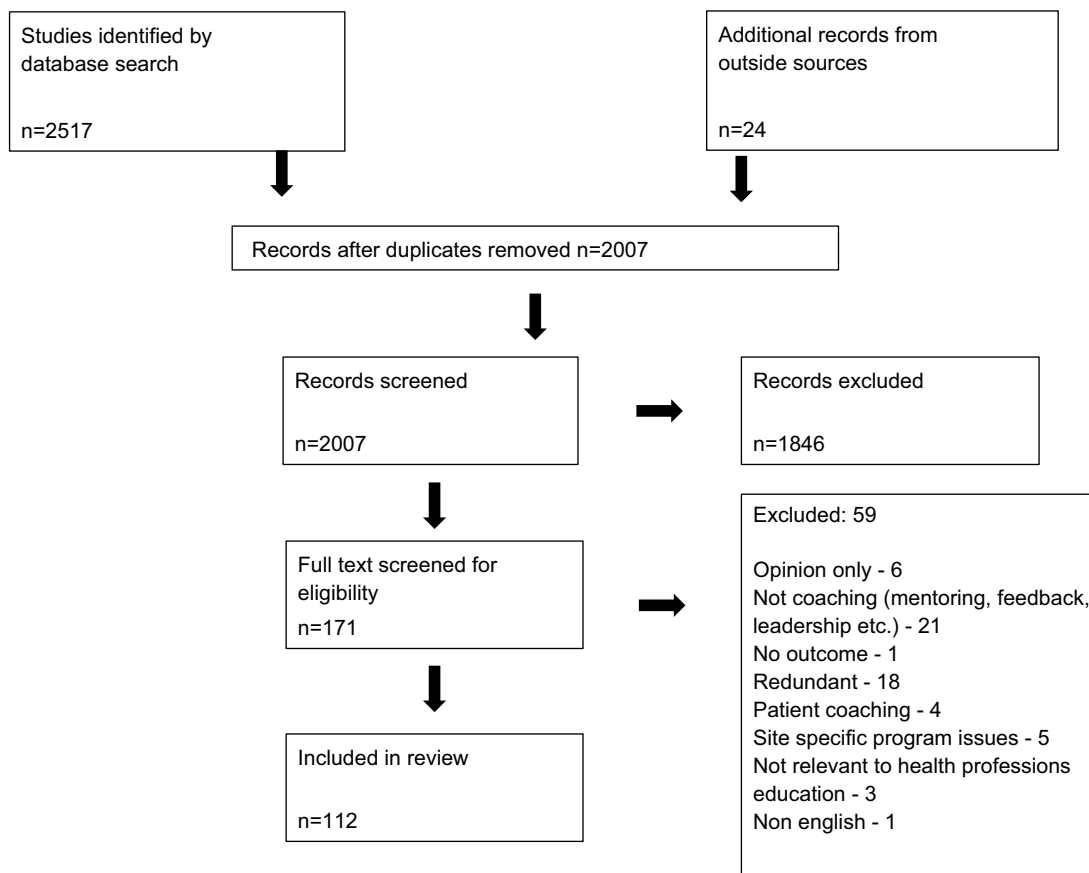 Studies identified by
database search
n=2517
Additional records from
outside sources
n=24
Records after duplicates removed n=2007
Records screened
n=2007
Records excluded
n=1846
Full text screened for
eligibility
n=171
Excluded: 59
Opinion only - 6
Not coaching (mentoring, feedback,
leadership etc.) - 21
No outcome - 1
Redundant - 18
Patient coaching - 4
Site specific program issues - 5
Not relevant to health professions
education - 3
Non english - 1
Included in review
n=112